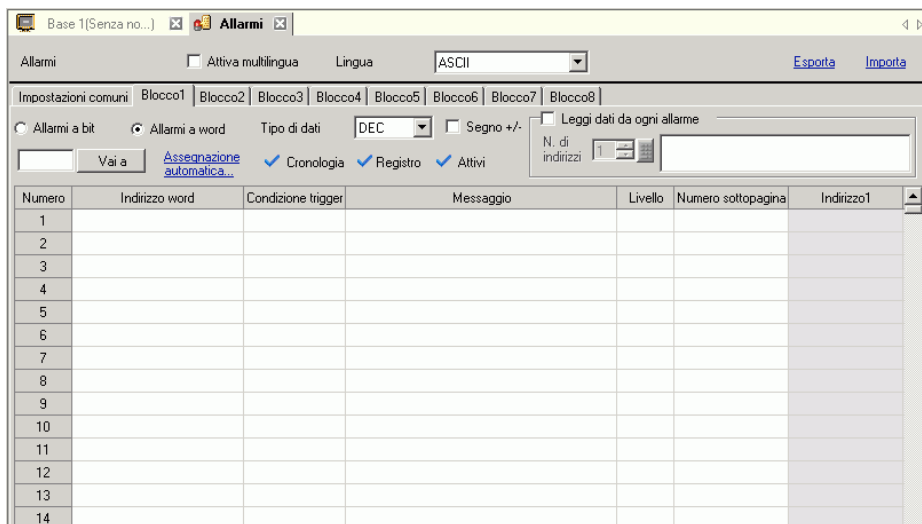 Base 1(Senza no...) Allarmi
Allarmi Attiva multilingua Lingua ASCII Esporta Importa
Impostazioni comuni Blocco1 Blocco2 Blocco3 Blocco4 Blocco5 Blocco6 Blocco7 Blocco8
Allarmi a bit Allarmi a word Tipo di dati DEC Segno +/- Leggi dati da ogni allarme
Vai a Assegnazione automatica... Cronologia Registro Attivi N. di indirizzi 1
Numero Indirizzo word Condizione trigger Messaggio Livello Numero sottopagina Indirizzo1
1
2
3
4
5
6
7
8
9
10
11
12
13
14